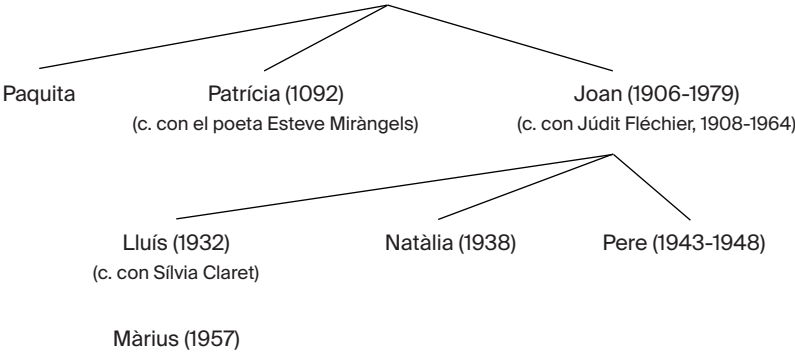 Paquita
Patrícia (1092)
(c. con el poeta Esteve Miràngels)
Joan (1906-1979)
(c. con Júdit Fléchier, 1908-1964)
Lluís (1932)
(c. con Sílvia Claret)
Natàlia (1938)
Pere (1943-1948)
Màrius (1957)